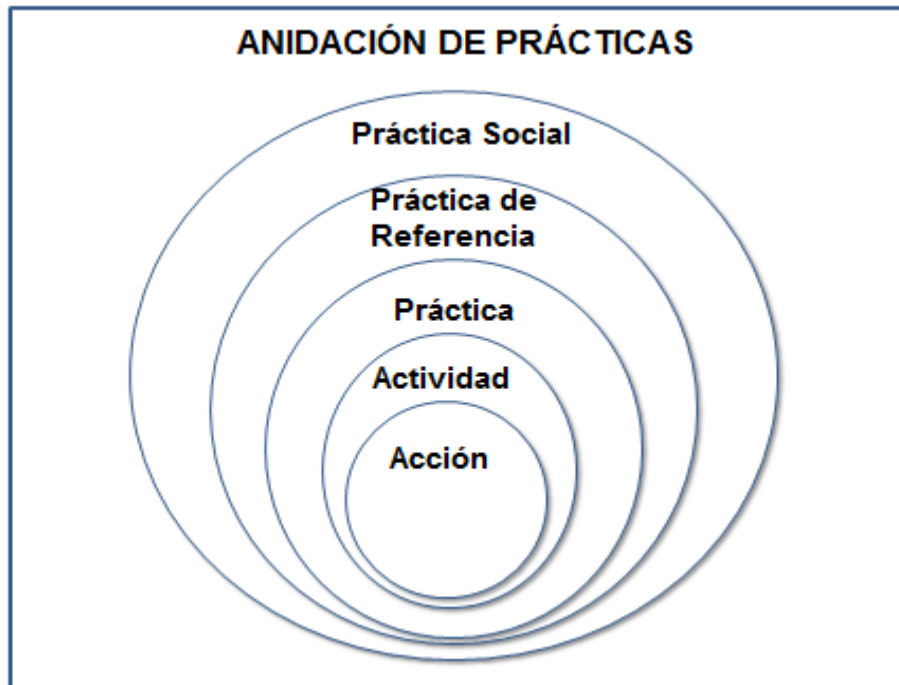 ANIDACIÓN DE PRÁCTICAS
Práctica Social
Práctica de
Referencia
Práctica
Actividad
Acción